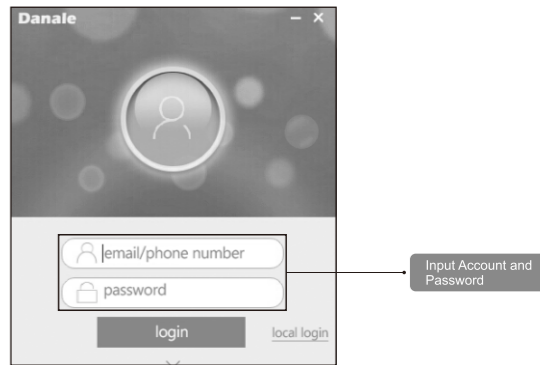 Danale
email/phone number
Input Account and
Password
password
login
local login